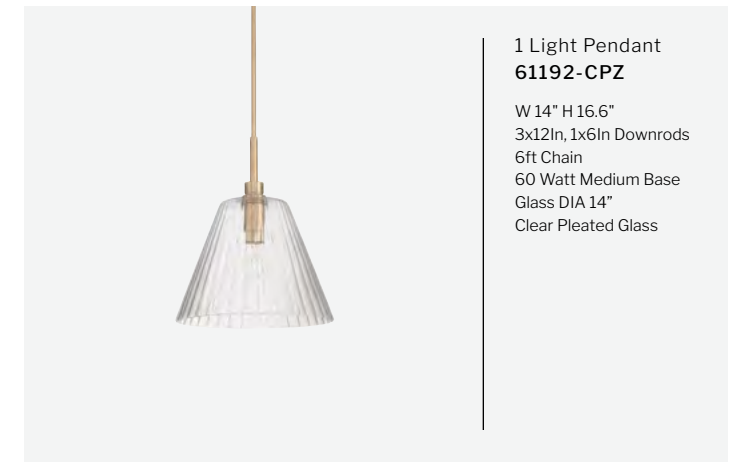 1 Light Pendant
61192-CPZ
W 14" H 16.6"
3x12In, 1x6In Downrods
6ft Chain
60 Watt Medium Base
Glass DIA 14”
Clear Pleated Glass